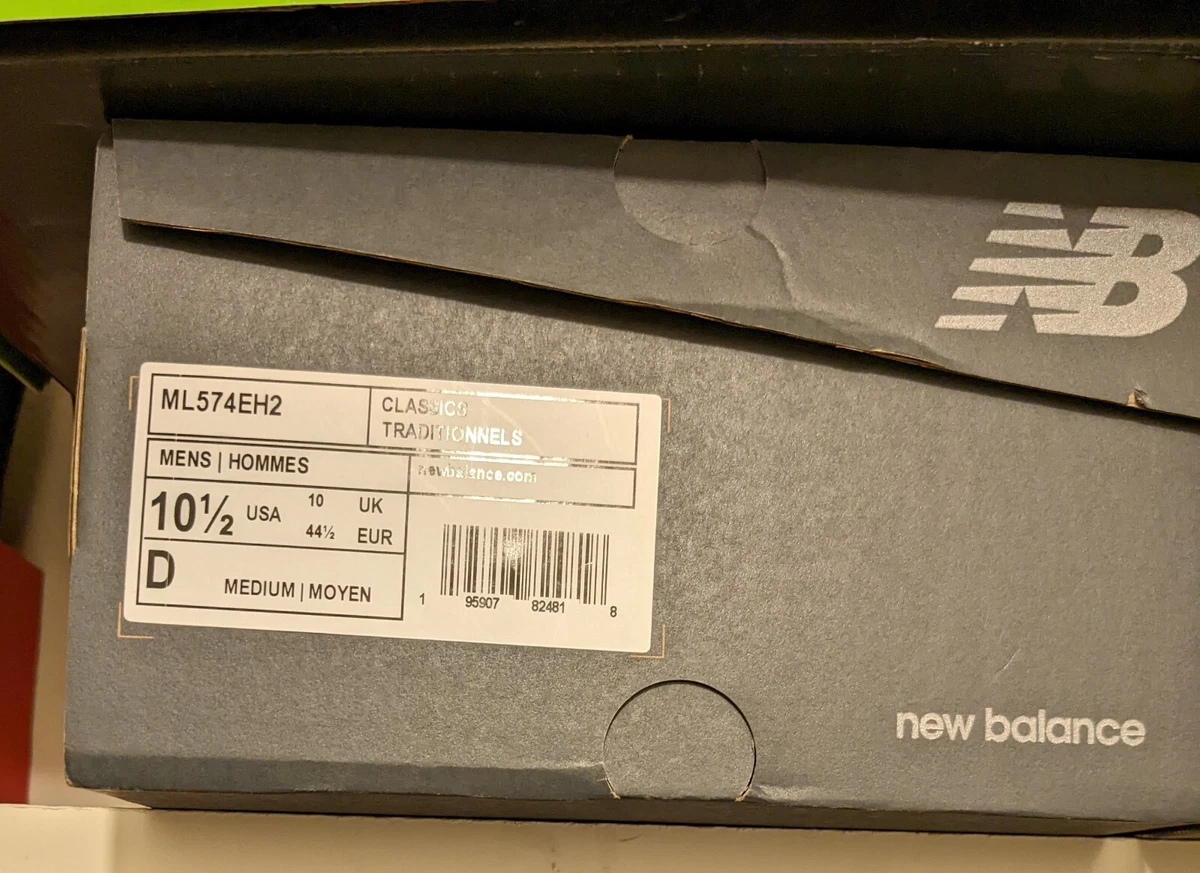 NB
ML574EH2
CLASSICS
TRADITIONNELS
MENS | HOMMES
newbalance.com
10½ USA 10 UK
44½ EUR
D MEDIUM | MOYEN
1 95907 82481 8
new balance